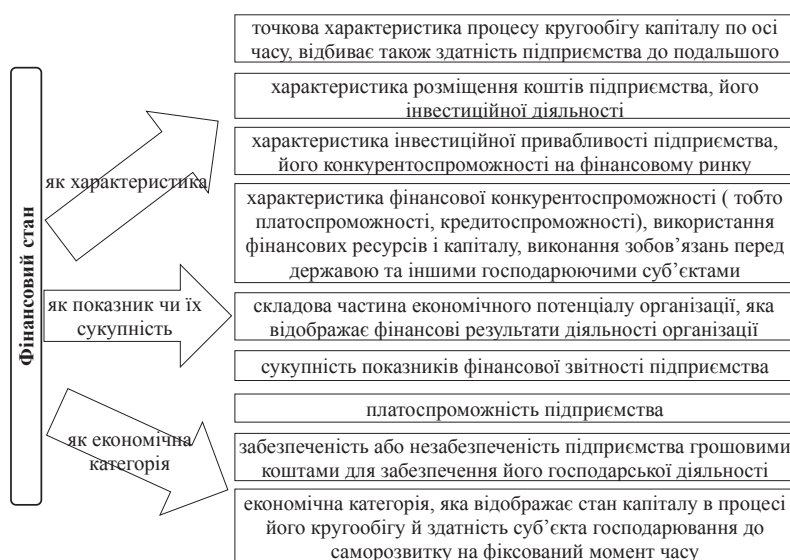 Фінансовий стан
як характеристика
точкова характеристика процесу кругообігу капіталу по осі
часу, відбиває також здатність підприємства до подальшого
характеристика розміщення коштів підприємства, його
інвестиційної діяльності
характеристика інвестиційної привабливості підприємства,
його конкурентоспроможності на фінансовому ринку
характеристика фінансової конкурентоспроможності ( тобто
платоспроможності, кредитоспроможності), використання
фінансових ресурсів і капіталу, виконання зобов’язань перед
державою та іншими господарюючими суб’єктами
як показник чи їх
сукупність
складова частина економічного потенціалу організації, яка
відображає фінансові результати діяльності організації
сукупність показників фінансової звітності підприємства
як економічна
категорія
платоспроможність підприємства
забезпеченість або незабезпеченість підприємства грошовими
коштами для забезпечення його господарської діяльності
економічна категорія, яка відображає стан капіталу в процесі
його кругообігу й здатність суб’єкта господарювання до
саморозвитку на фіксований момент часу